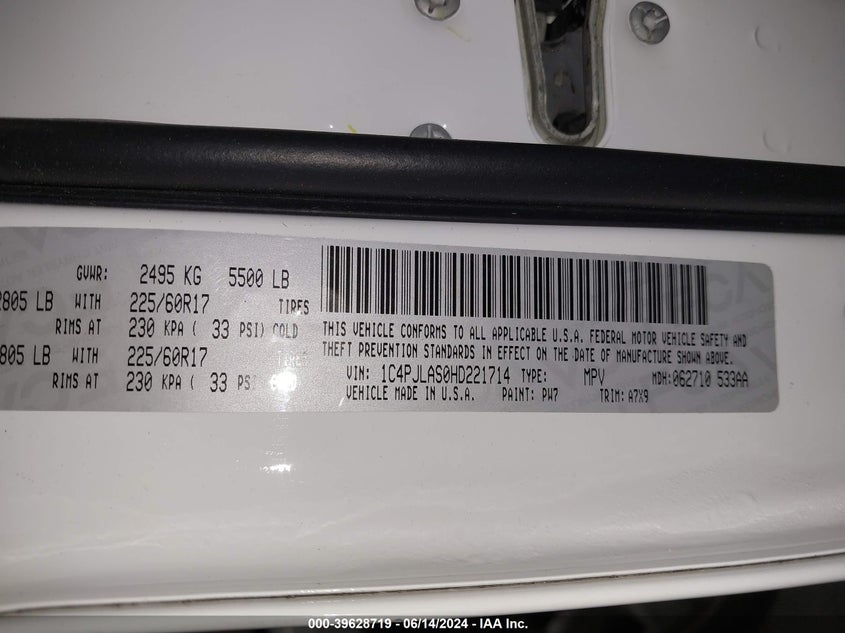 GVWR: 2495 KG 5500 LB
2805 LB WITH 225/60R17 TIRES
RIMS AT 230 KPA ( 33 PSI) COLD
805 LB WITH 225/60R17
RIMS AT 230 KPA ( 33
THIS VEHICLE CONFORMS TO ALL APPLICABLE U.S.A. FEDERAL MOTOR VEHICLE SAFETY AND
THEFT PREVENTION STANDARDS IN EFFECT ON THE DATE OF MANUFACTURE SHOWN ABOVE.
VIN: 1C4PJLAS0HD221714 TYPE: MPV MDH:062710 533AA
VEHICLE MADE IN U.S.A. PAINT: PW7 TRIM: A7X9
000-39628719 - 06/14/2024 - IAA Inc.